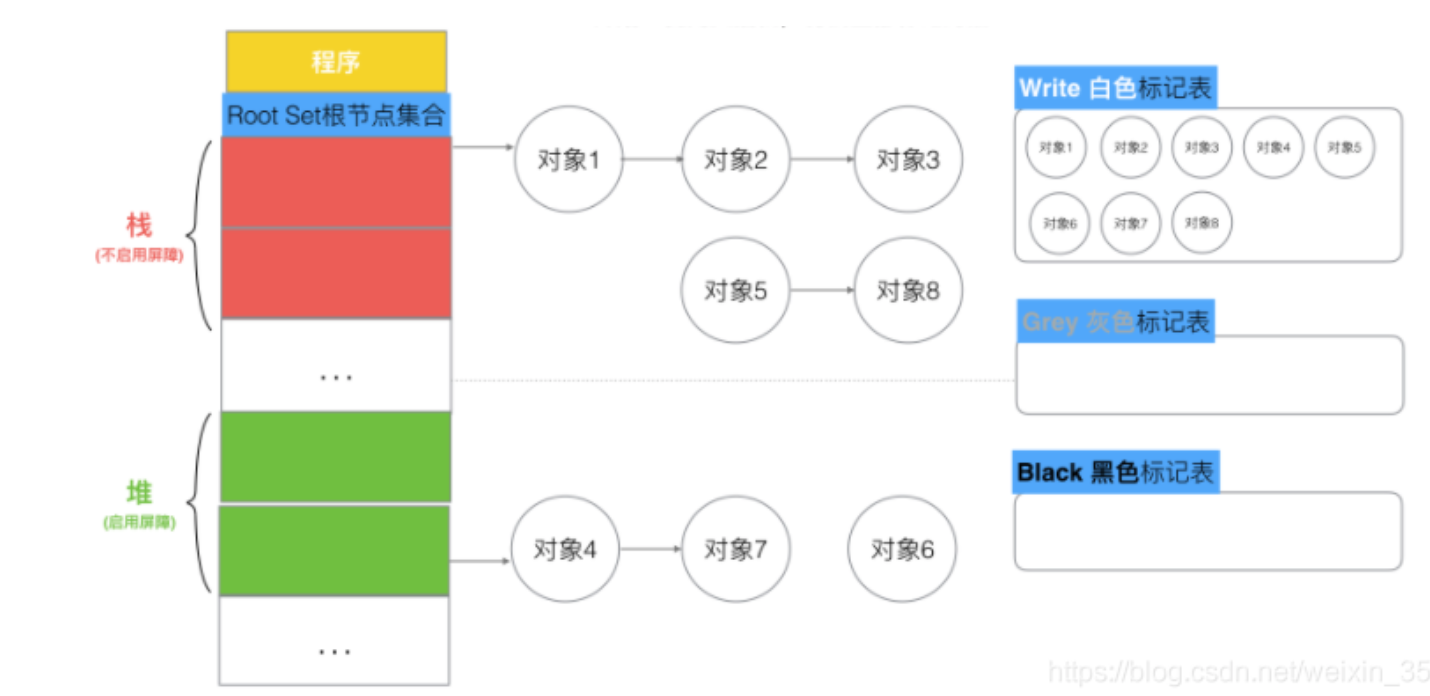 程序
Root Set根节点集合
栈
(不启用屏障)
...
堆
(启用屏障)
...
对象1
对象2
对象3
对象5
对象8
对象4
对象7
对象6
Write 白色标记表
对象1
对象2
对象3
对象4
对象5
对象6
对象7
对象8
Grey 灰色标记表
Black 黑色标记表
https://blog.csdn.net/weixin_35